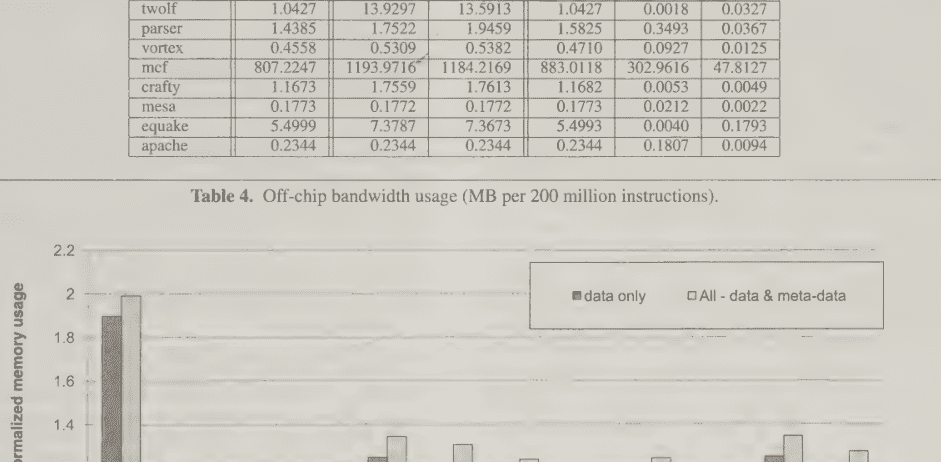 twolf 1.0427 13.9297 13.5913 1.0427 0.0018 0.0327
parser 1.4385 1.7522 1.9459 1.5825 0.3493 0.0367
vortex 0.4558 0.5309 0.5382 0.4710 0.0927 0.0125
mcf 807.2247 1193.9716 1184.2169 883.0118 302.9616 47.8127
crafty 1.1673 1.7559 1.7613 1.1682 0.0053 0.0049
mesa 0.1773 0.1772 0.1772 0.1773 0.0212 0.0022
equake 5.4999 7.3787 7.3673 5.4993 0.0040 0.1793
apache 0.2344 0.2344 0.2344 0.2344 0.1807 0.0094
Table 4. Off-chip bandwidth usage (MB per 200 million instructions).
2.2
2
1.8
1.6
1.4
ormalized memory usage
data only
All - data & meta-data